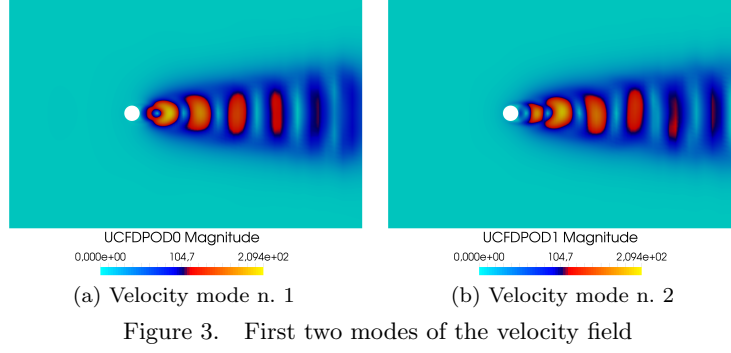 UCFDPOD0 Magnitude
0.000e+00 104,7 2.094e+02
(a) Velocity mode n. 1
UCFDPOD1 Magnitude
0.000e+00 104,7 2.094e+02
(b) Velocity mode n. 2
Figure 3. First two modes of the velocity field